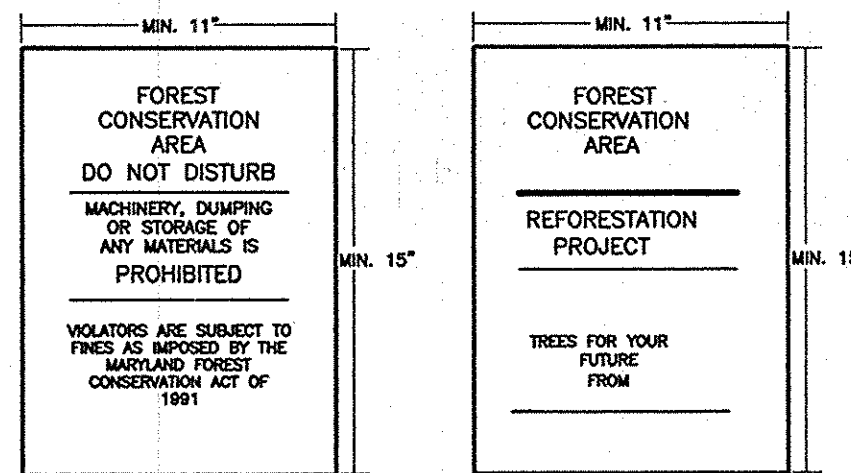 MIN. 11"
FOREST
CONSERVATION
AREA
DO NOT DISTURB
MACHINERY, DUMPING
OR STORAGE OF
ANY MATERIALS IS
PROHIBITED
VIOLATORS ARE SUBJECT TO
FINES AS IMPOSED BY THE
MARYLAND FOREST
CONSERVATION ACT OF
1991
MIN. 15"
MIN. 11"
FOREST
CONSERVATION
AREA
REFORESTATION
PROJECT
TREES FOR YOUR
FUTURE
FROM
MIN.